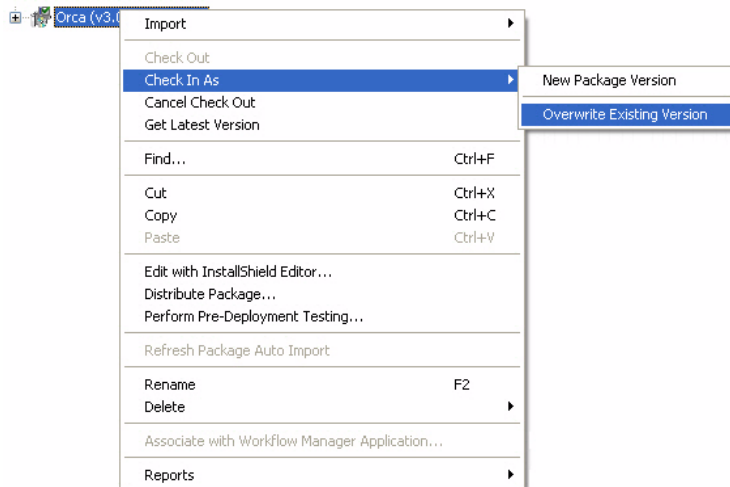 Orca (v3.0
Import
Check Out
Check In As
New Package Version
Cancel Check Out
Overwrite Existing Version
Get Latest Version
Find... Ctrl+F
Cut Ctrl+X
Copy Ctrl+C
Paste Ctrl+V
Edit with InstallShield Editor...
Distribute Package...
Perform Pre-Deployment Testing...
Refresh Package Auto Import
Rename F2
Delete
Associate with Workflow Manager Application...
Reports